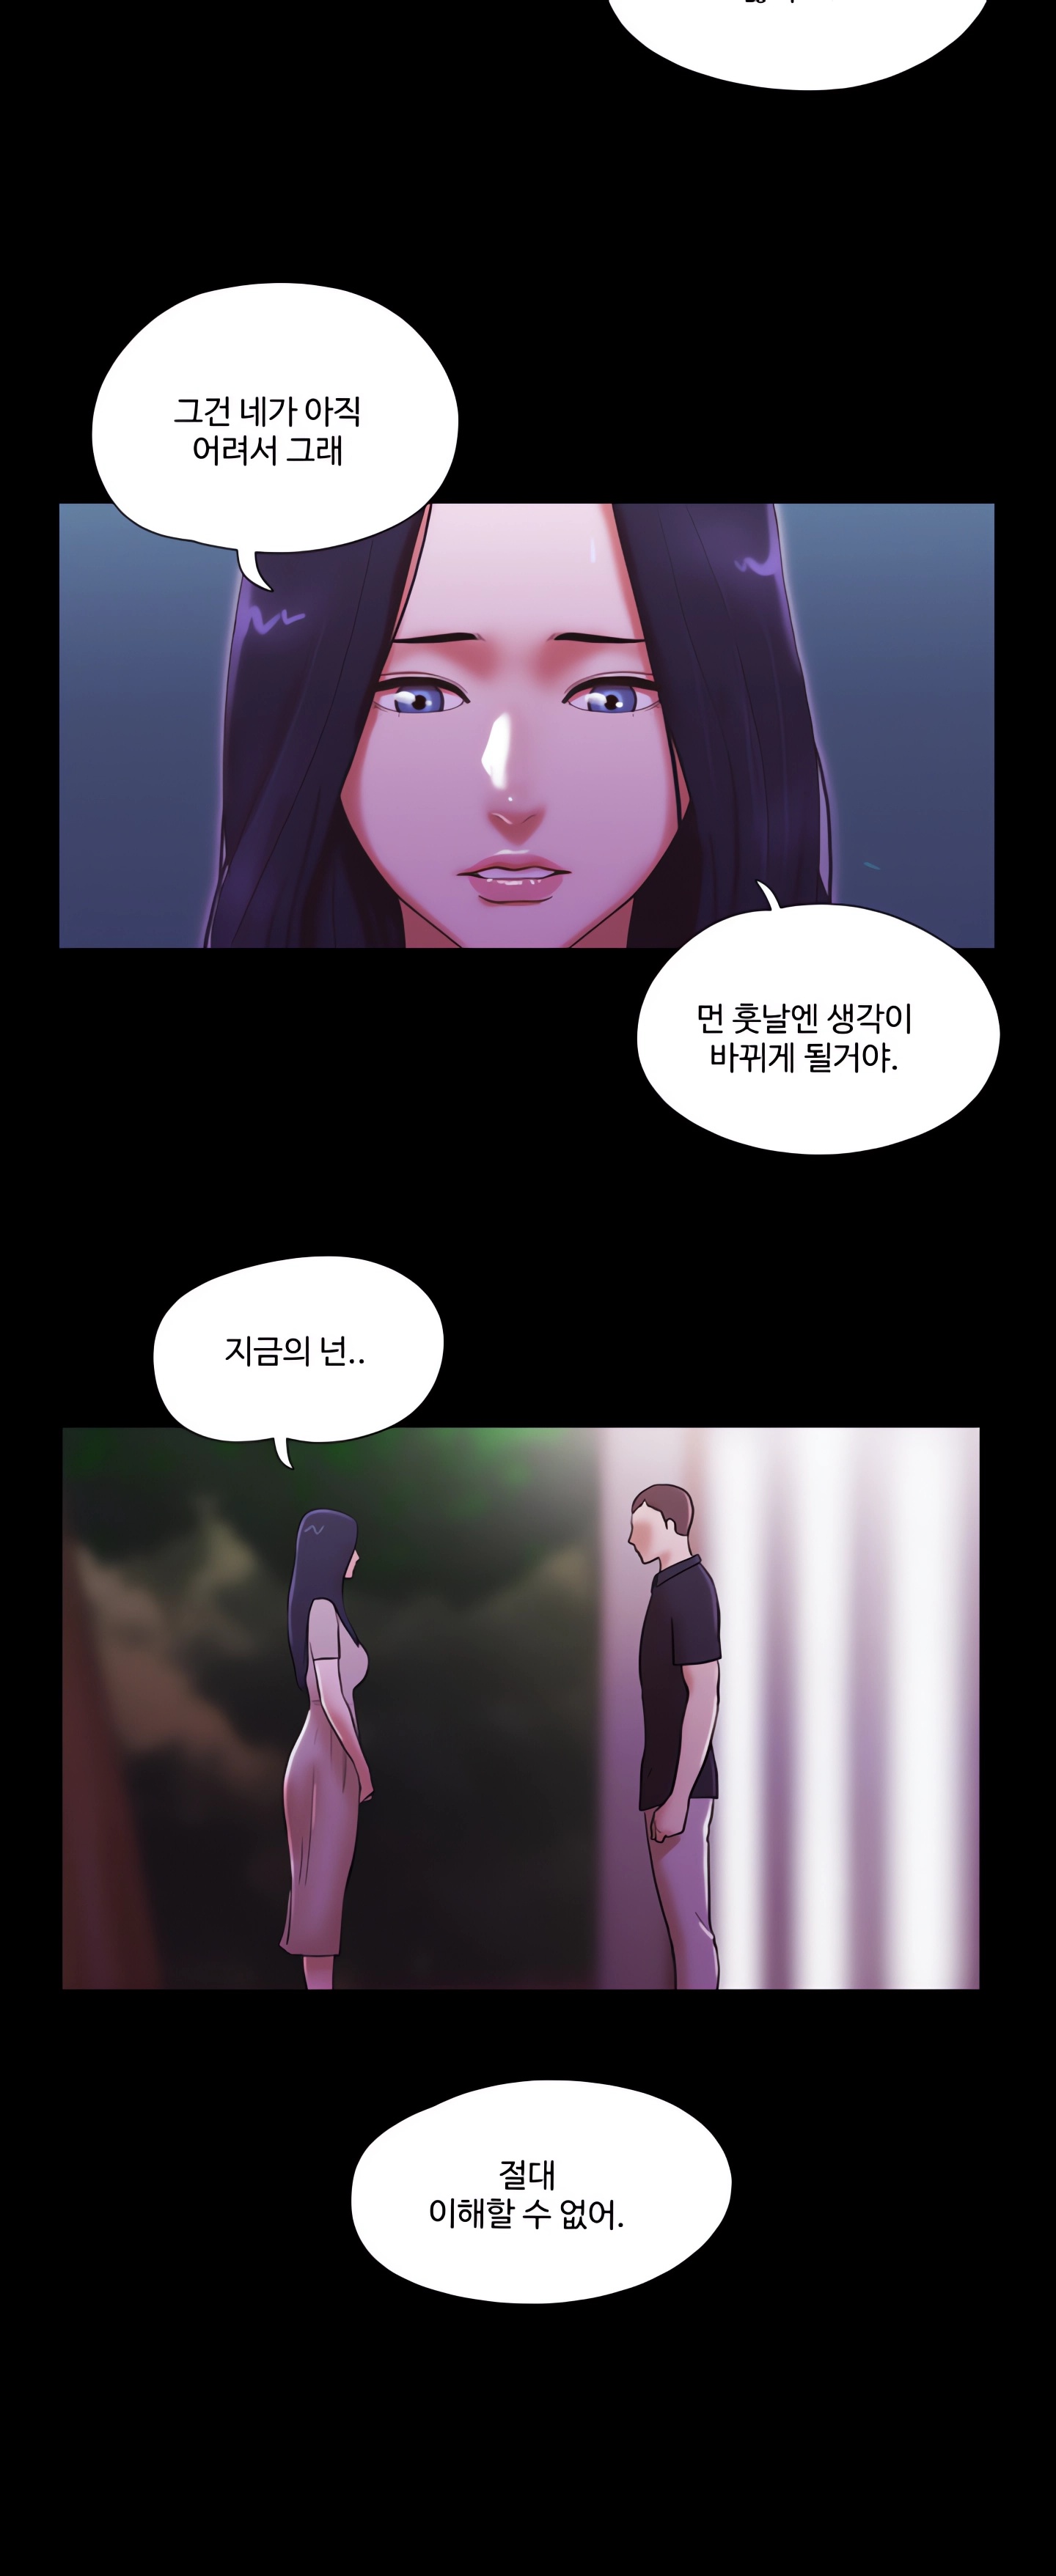 그건 네가 아직
어려서 그래
먼 훗날엔 생각이
바뀌게 될거야.
지금의 넌..
절대
이해할 수 없어.